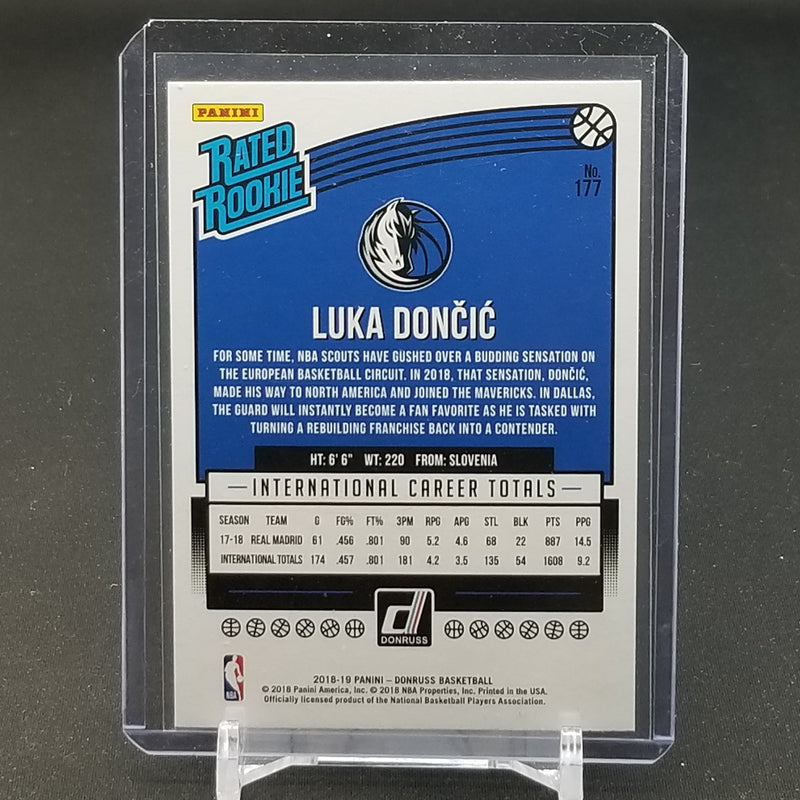 PANINI
RATED
ROOKIE
No.
177
LUKA DONČIĆ
FOR SOME TIME, NBA SCOUTS HAVE GUSHED OVER A BUDDING SENSATION ON
THE EUROPEAN BASKETBALL CIRCUIT. IN 2018, THAT SENSATION, DONČIĆ,
MADE HIS WAY TO NORTH AMERICA AND JOINED THE MAVERICKS. IN DALLAS,
THE GUARD WILL INSTANTLY BECOME A FAN FAVORITE AS HE IS TASKED WITH
TURNING A REBUILDING FRANCHISE BACK INTO A CONTENDER.
HT: 6' 6" WT: 220 FROM: SLOVENIA
INTERNATIONAL CAREER TOTALS
SEASON TEAM G FG% FT% 3PM RPG APG STL BLK PTS PPG
17-18 REAL MADRID 61 .456 .801 90 5.2 4.6 68 22 887 14.5
INTERNATIONAL TOTALS 174 .457 .801 181 4.2 3.5 135 54 1608 9.2
DONRUSS
NBA
2018-19 PANINI – DONRUSS BASKETBALL
© 2018 Panini America, Inc. © 2018 NBA Properties, Inc. Printed in the USA.
Officially licensed product of the National Basketball Players Association.